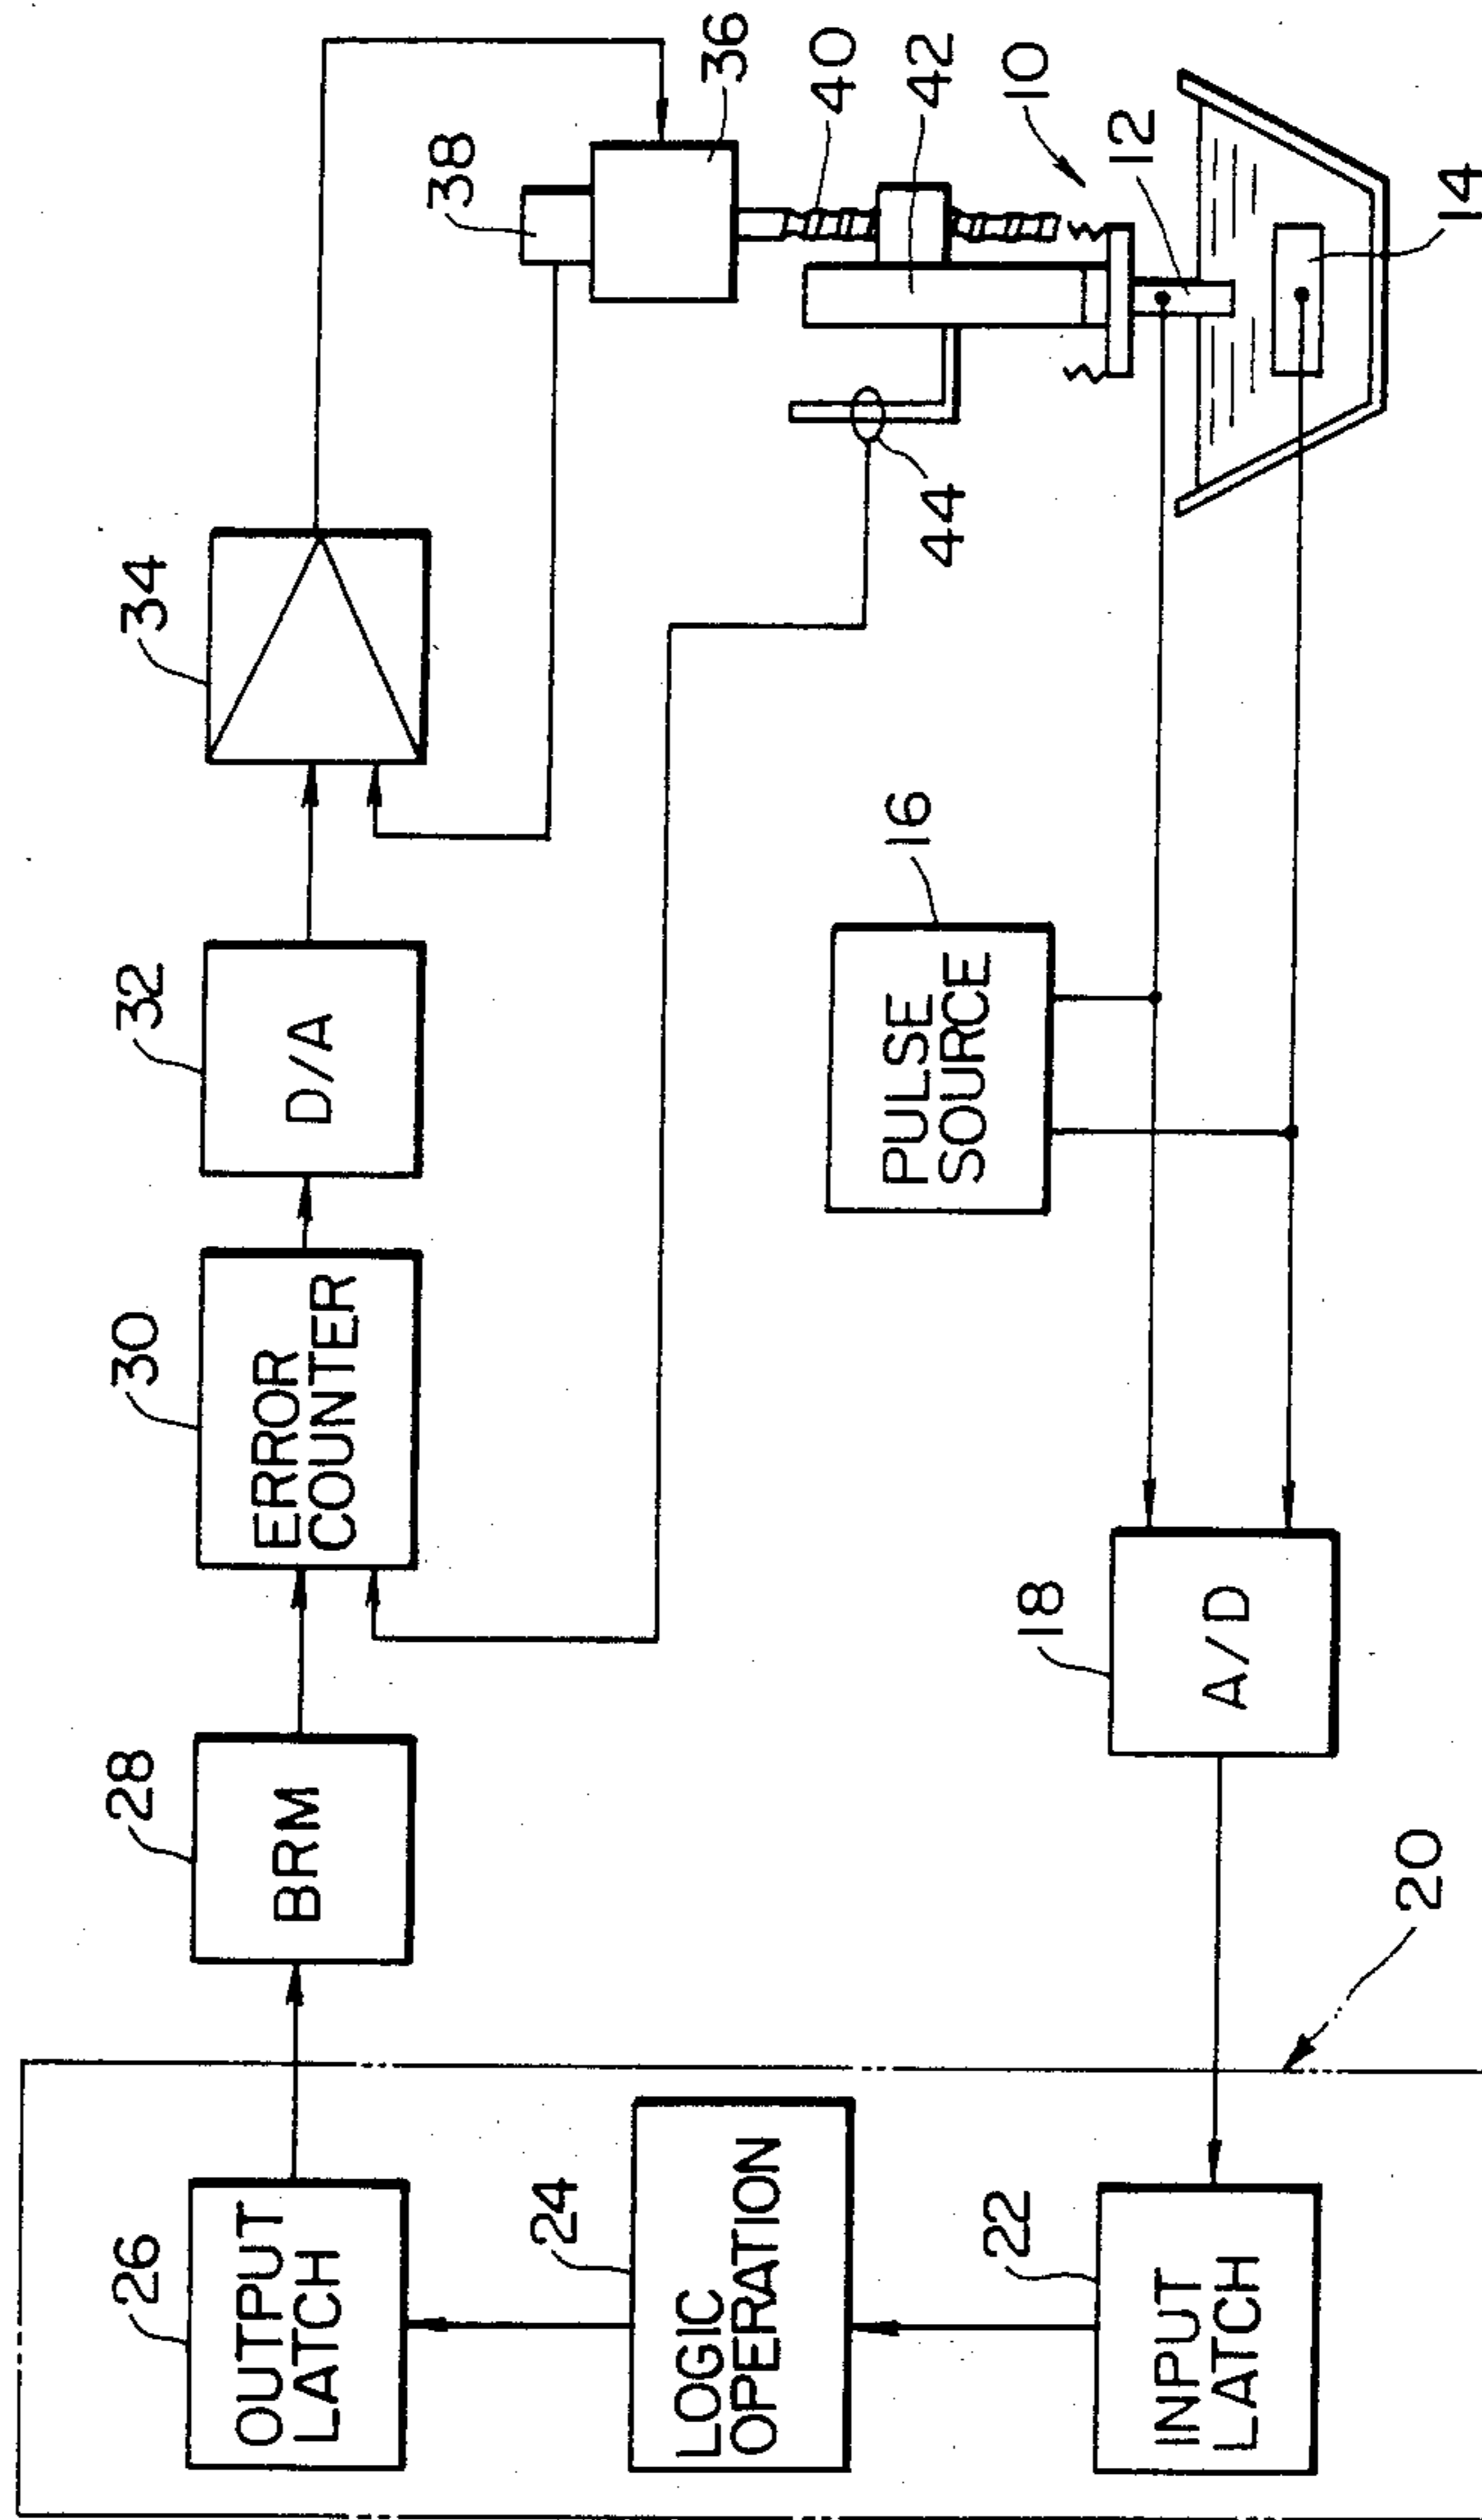 26
OUTPUT
LATCH
28
BRM
30
ERROR
COUNTER
32
D/A
34
38
36
40
42
44
10
12
14
24
LOGIC
OPERATION
16
PULSE
SOURCE
22
INPUT
LATCH
20
18
A/D